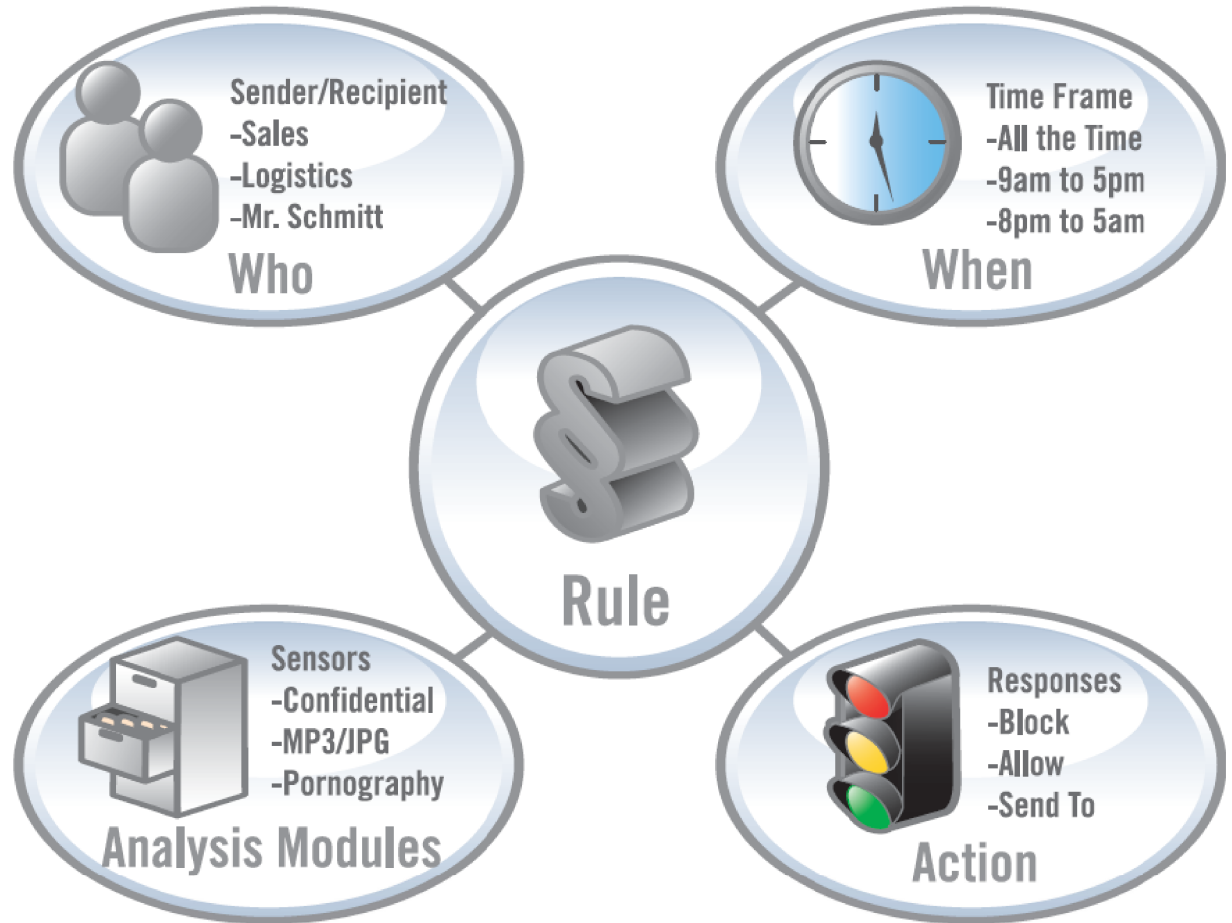 Sender/Recipient
-Sales
-Logistics
-Mr. Schmitt
Who
Time Frame
-All the Time
-9am to 5pm
-8pm to 5am
When
§
Rule
Sensors
-Confidential
-MP3/JPG
-Pornography
Analysis Modules
Responses
-Block
-Allow
-Send To
Action